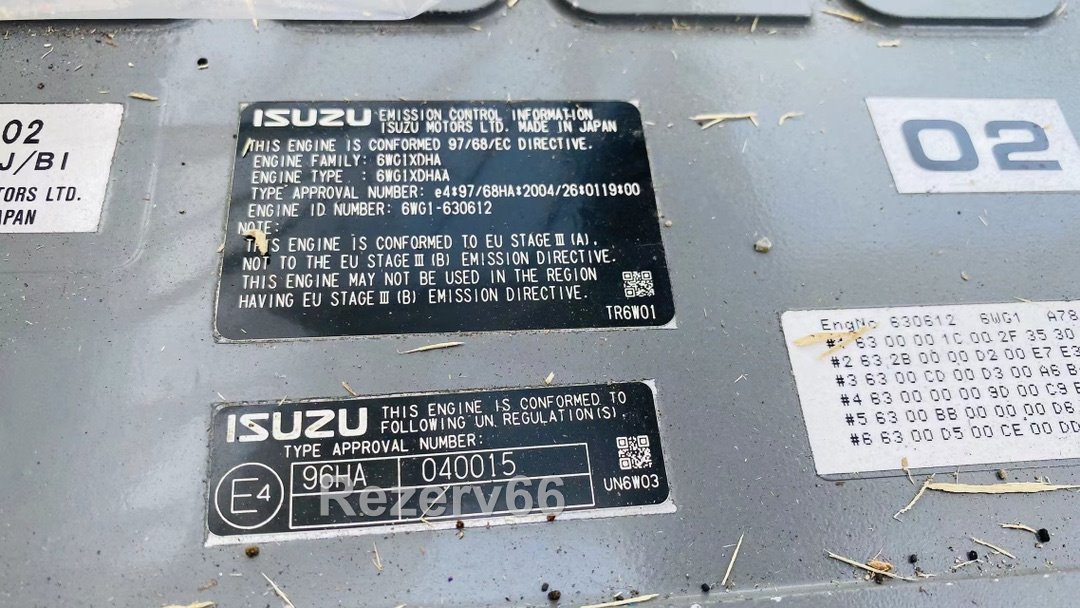 02
J/BI
TORS LTD.
APAN
ISUZU EMISSION CONTROL INFORMATION
ISUZU MOTORS LTD. MADE IN JAPAN
THIS ENGINE IS CONFORMED 97/68/EC DIRECTIVE.
ENGINE FAMILY: 6WG1XDHA
ENGINE TYPE : 6WG1XDHAA
TYPE APPROVAL NUMBER: e4*97/68HA*2004/26*0119*00
ENGINE ID NUMBER: 6WG1-630612
NOTE:
THIS ENGINE IS CONFORMED TO EU STAGE Ⅲ (A),
NOT TO THE EU STAGE Ⅲ (B) EMISSION DIRECTIVE.
THIS ENGINE MAY NOT BE USED IN THE REGION
HAVING EU STAGE Ⅲ (B) EMISSION DIRECTIVE.
TR6W01
02
EngNo 630612 6WG1 A78
#1 63 00 00 1C 00 2F 35 30
#2 63 2B 00 00 D2 00 E7 E3
#3 63 00 CD 00 D3 00 A6
#4 63 00 00 00 9D 00 C9
#5 63 00 BB 00 00 00 D6
#6 63 00 D5 00 CE 00 DD
ISUZU THIS ENGINE IS CONFORMED TO
FOLLOWING UN REGULATION(S).
TYPE APPROVAL NUMBER:
E4
96HA 040015
UN6W03
Rezerv66